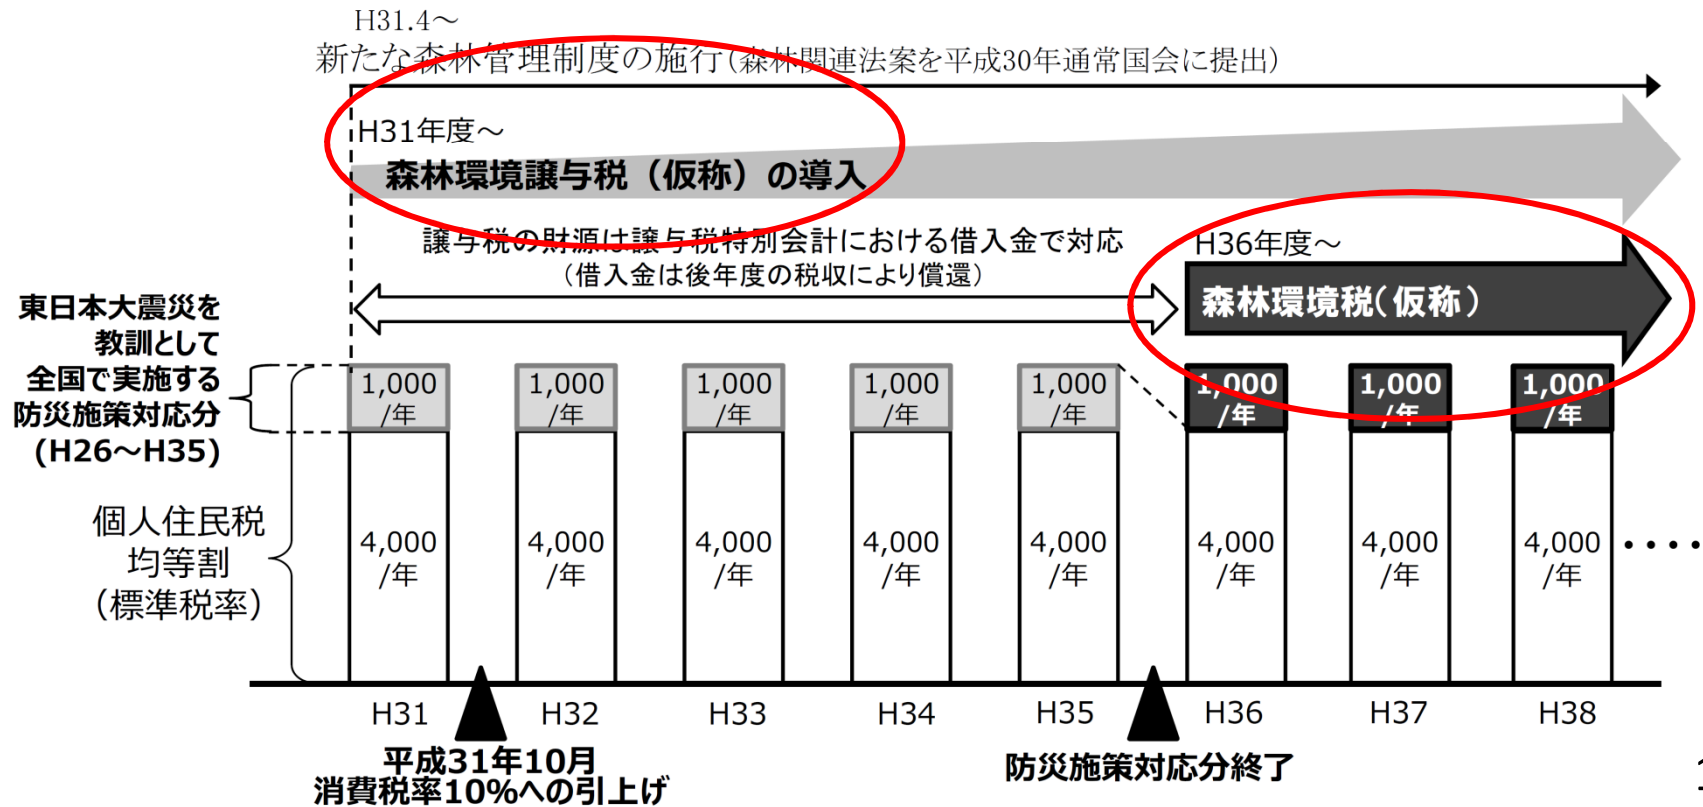 H31.4～
新たな森林管理制度の施行（森林関連法案を平成30年通常国会に提出）
H31年度～
森林環境譲与税（仮称）の導入
譲与税の財源は譲与税特別会計における借入金で対応
（借入金は後年度の税収により償還）
H36年度～
森林環境税（仮称）
東日本大震災を
教訓として
全国で実施する
防災施策対応分
（H26～H35）
個人住民税
均等割
（標準税率）
1,000
/年
1,000
/年
1,000
/年
1,000
/年
1,000
/年
1,000
/年
1,000
/年
1,000
/年
4,000
/年
4,000
/年
4,000
/年
4,000
/年
4,000
/年
4,000
/年
4,000
/年
4,000
/年
・・・・
H31
H32
H33
H34
H35
H36
H37
H38
平成31年10月
消費税率10%への引上げ
防災施策対応分終了